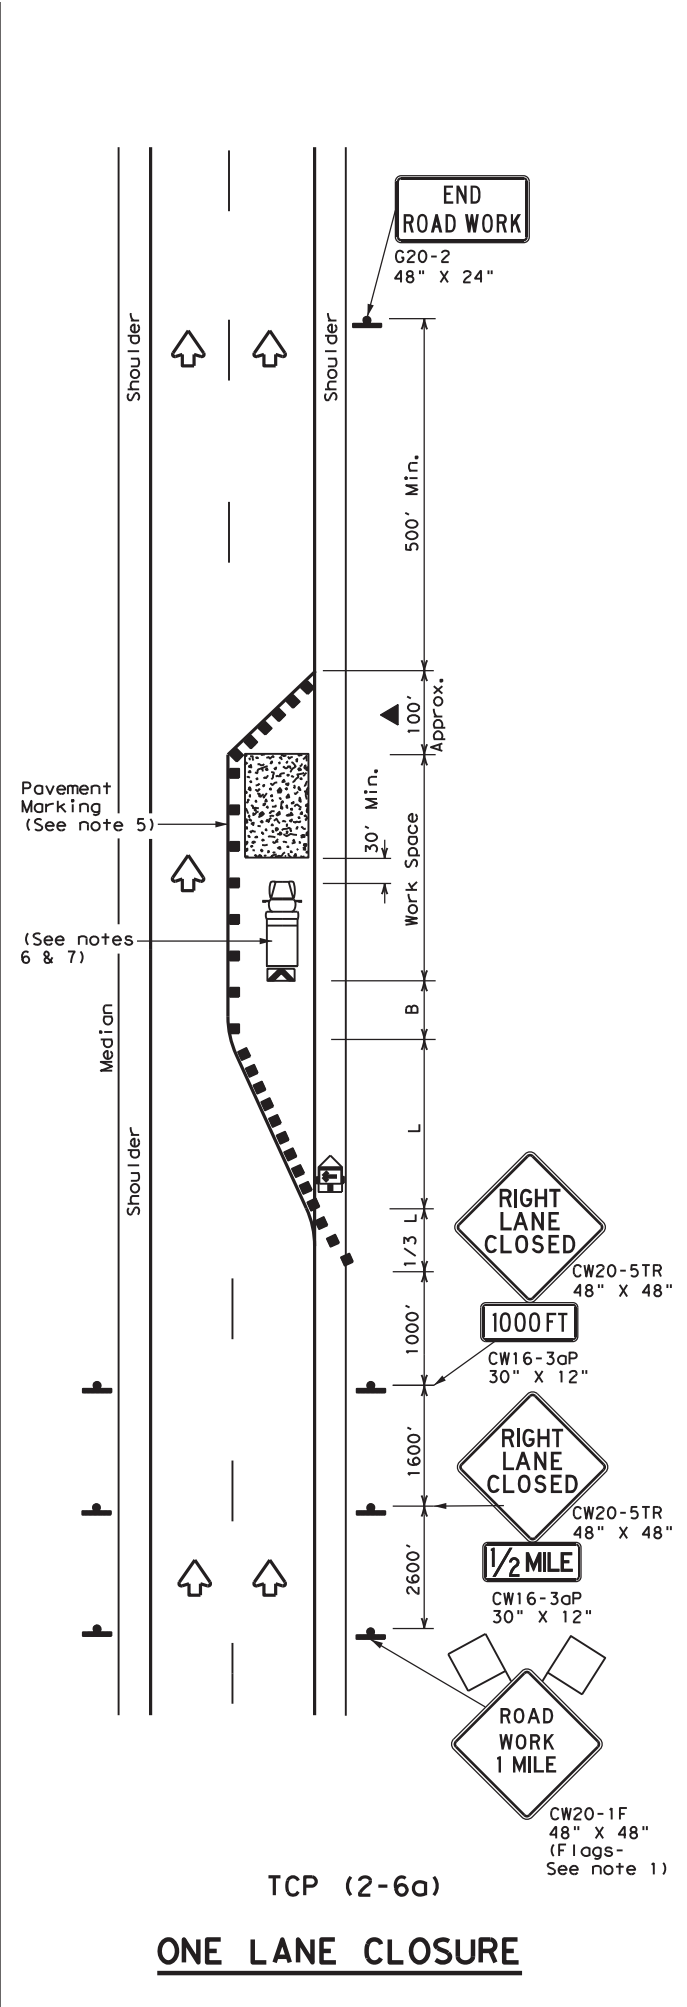 END
ROAD WORK
G20-2
48" X 24"
Shoulder
Shoulder
500' Min.
100'
Approx.
Pavement
Marking
(See note 5)
30' Min.
Work Space
(See notes
6 & 7)
B
Median
L
Shoulder
RIGHT
LANE
CLOSED
1/3 L
CW20-5TR
48" X 48"
1000 FT
1000'
CW16-3aP
30" X 12"
RIGHT
LANE
CLOSED
1600'
CW20-5TR
48" X 48"
1/2 MILE
2600'
CW16-3aP
30" X 12"
ROAD
WORK
1 MILE
CW20-1F
48" X 48"
(Flags-
See note 1)
TCP (2-6a)
ONE LANE CLOSURE